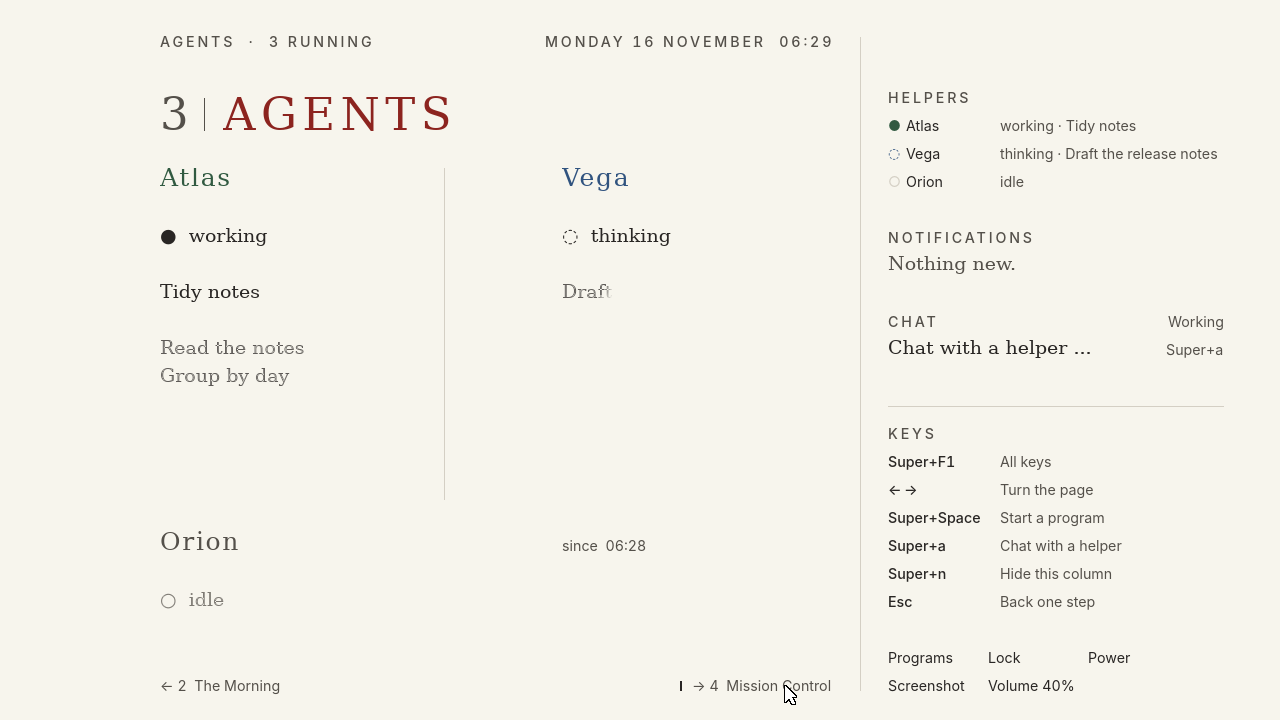 AGENTS · 3 RUNNING
MONDAY 16 NOVEMBER 06:29
3 AGENTS
Atlas
● working
Tidy notes
Read the notes
Group by day
Vega
◌ thinking
Draft
Orion
since 06:28
○ idle
← 2 The Morning
→ 4 Mission Control
HELPERS
● Atlas working · Tidy notes
◌ Vega thinking · Draft the release notes
○ Orion idle
NOTIFICATIONS
Nothing new.
CHAT Working
Chat with a helper ... Super+a
KEYS
Super+F1 All keys
← → Turn the page
Super+Space Start a program
Super+a Chat with a helper
Super+n Hide this column
Esc Back one step
Programs Lock Power
Screenshot Volume 40%